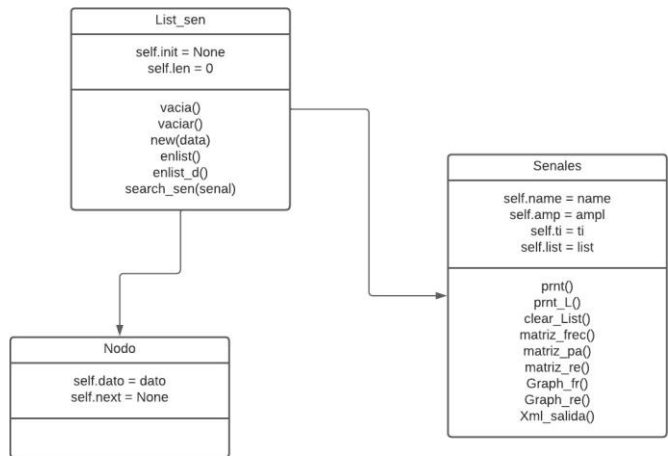 List_sen
self.init = None
self.len = 0
vacia()
vaciar()
new(data)
enlist()
enlist_d()
search_sen(senal)
Senales
self.name = name
self.amp = ampl
self.ti = ti
self.list = list
prnt()
prnt_L()
clear_List()
matriz_frec()
matriz_pa()
matriz_re()
Graph_fr()
Graph_re()
Xml_salida()
Nodo
self.dato = dato
self.next = None